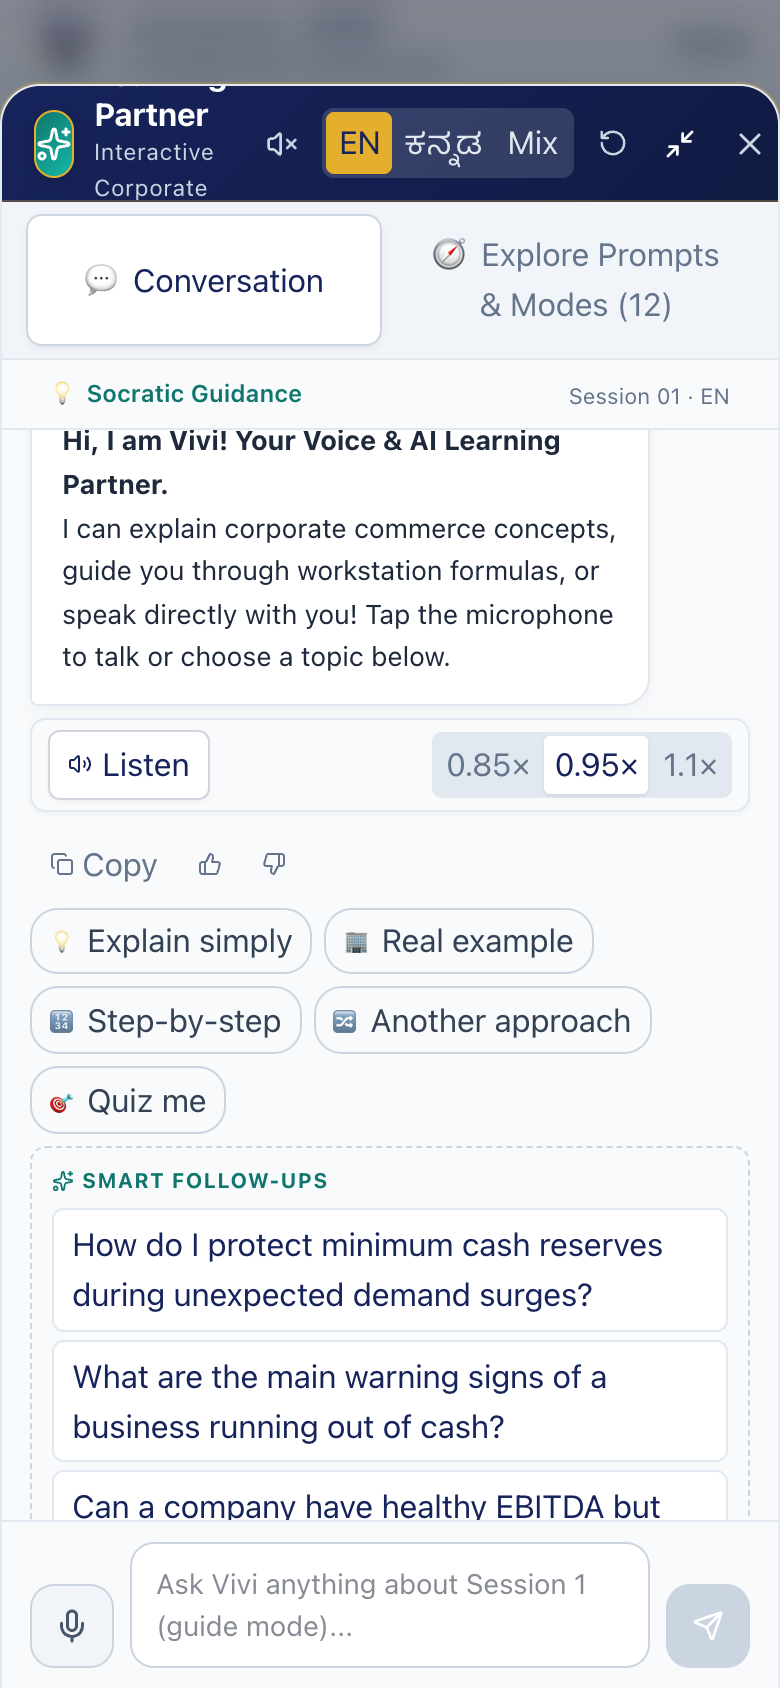 Partner
Interactive
Corporate
EN ಕನ್ನಡ Mix
Conversation
Explore Prompts
& Modes (12)
Socratic Guidance
Session 01 · EN
Hi, I am Vivi! Your Voice & AI Learning
Partner.
I can explain corporate commerce concepts,
guide you through workstation formulas, or
speak directly with you! Tap the microphone
to talk or choose a topic below.
Listen
0.85× 0.95× 1.1×
Copy
Explain simply
Real example
Step-by-step
Another approach
Quiz me
SMART FOLLOW-UPS
How do I protect minimum cash reserves
during unexpected demand surges?
What are the main warning signs of a
business running out of cash?
Can a company have healthy EBITDA but
Ask Vivi anything about Session 1
(guide mode)...